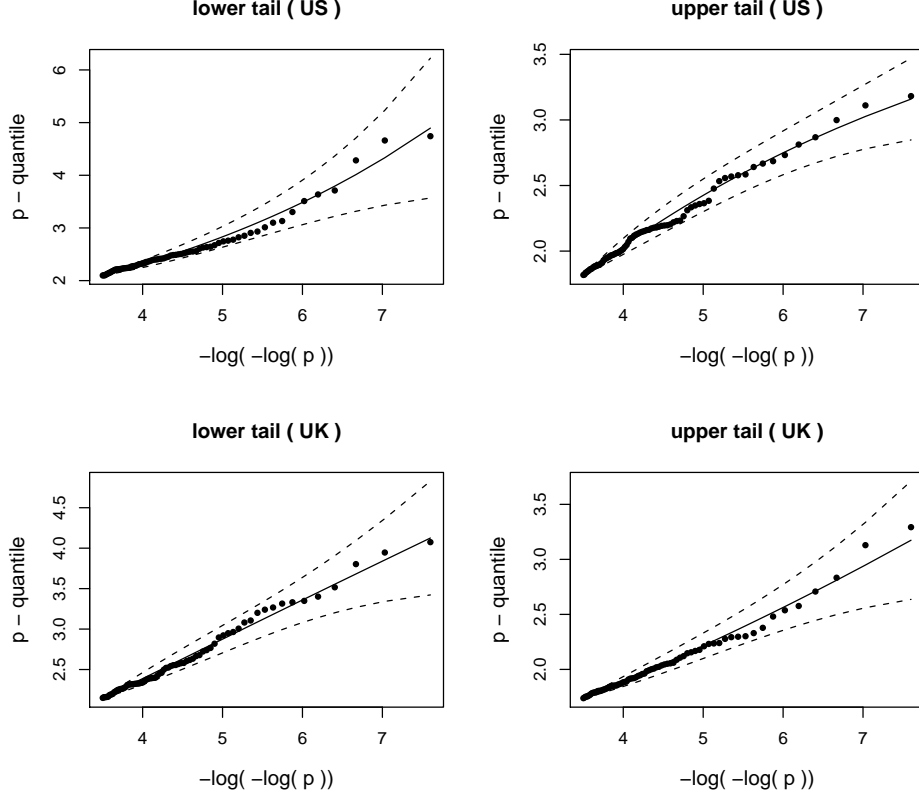 lower tail ( US )
p − quantile
2 3 4 5 6
4 5 6 7
−log( −log( p ))
upper tail ( US )
p − quantile
2.0 2.5 3.0 3.5
4 5 6 7
−log( −log( p ))
lower tail ( UK )
p − quantile
2.5 3.0 3.5 4.0 4.5
4 5 6 7
−log( −log( p ))
upper tail ( UK )
p − quantile
2.0 2.5 3.0 3.5
4 5 6 7
−log( −log( p ))